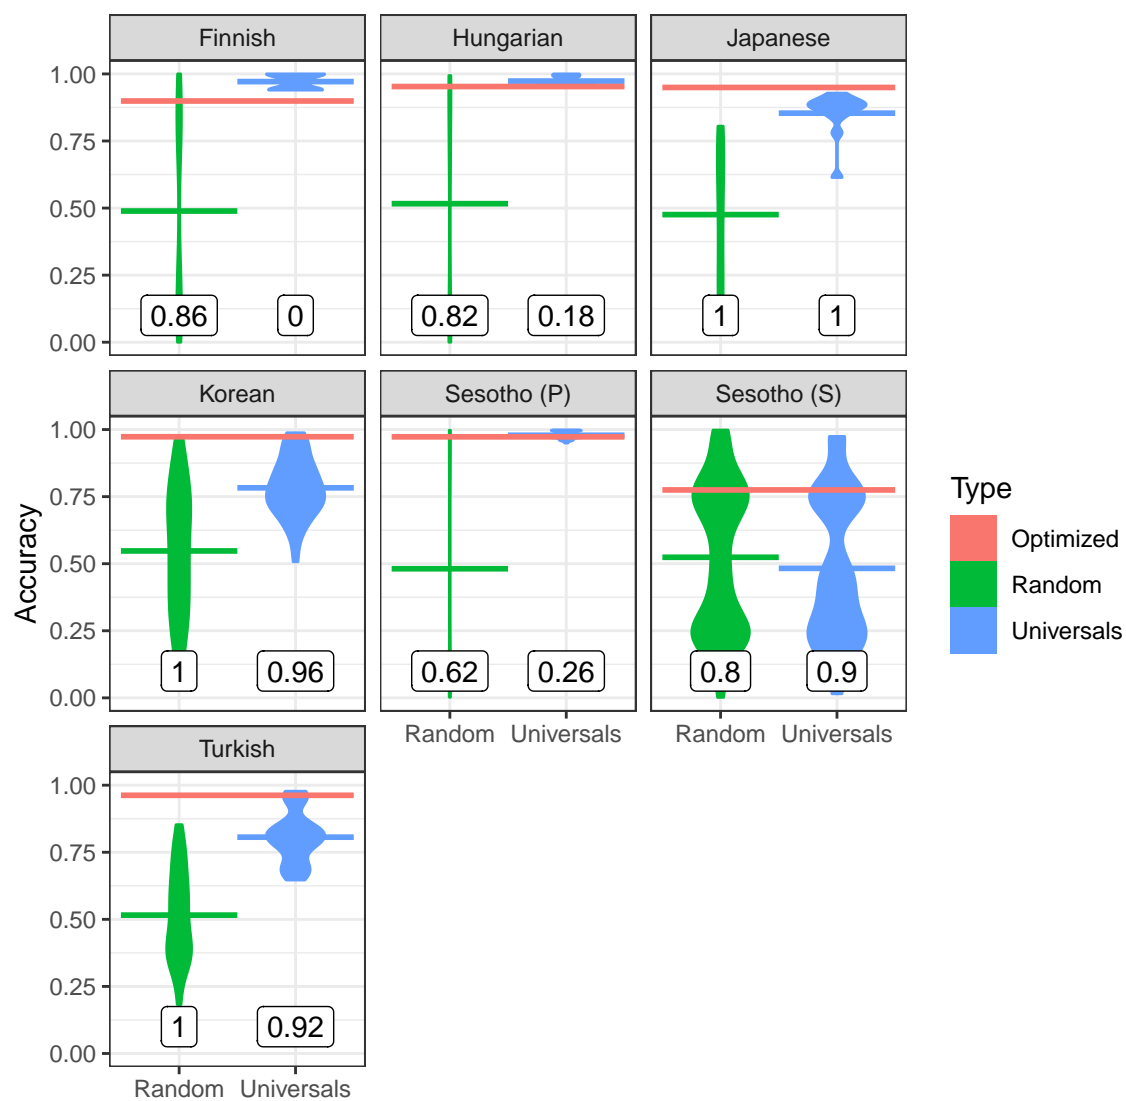 Finnish
Hungarian
Japanese
1.00
0.75
0.50
0.25
0.00
0.86
0
0.82
0.18
1
1
Korean
Sesotho (P)
Sesotho (S)
1.00
0.75
0.50
0.25
0.00
1
0.96
0.62
0.26
0.8
0.9
Random Universals
Random Universals
Turkish
1.00
0.75
0.50
0.25
0.00
1
0.92
Random Universals
Accuracy
Type
Optimized
Random
Universals